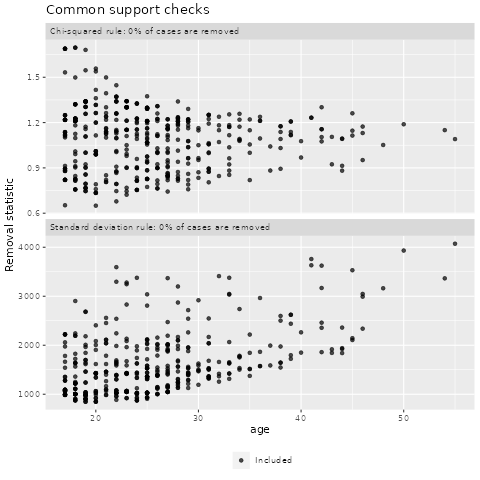 Common support checks
Chi-squared rule: 0% of cases are removed
1.5
1.2
0.9
0.6
Removal statistic
Standard deviation rule: 0% of cases are removed
4000
3000
2000
1000
20
30
40
50
age
Included